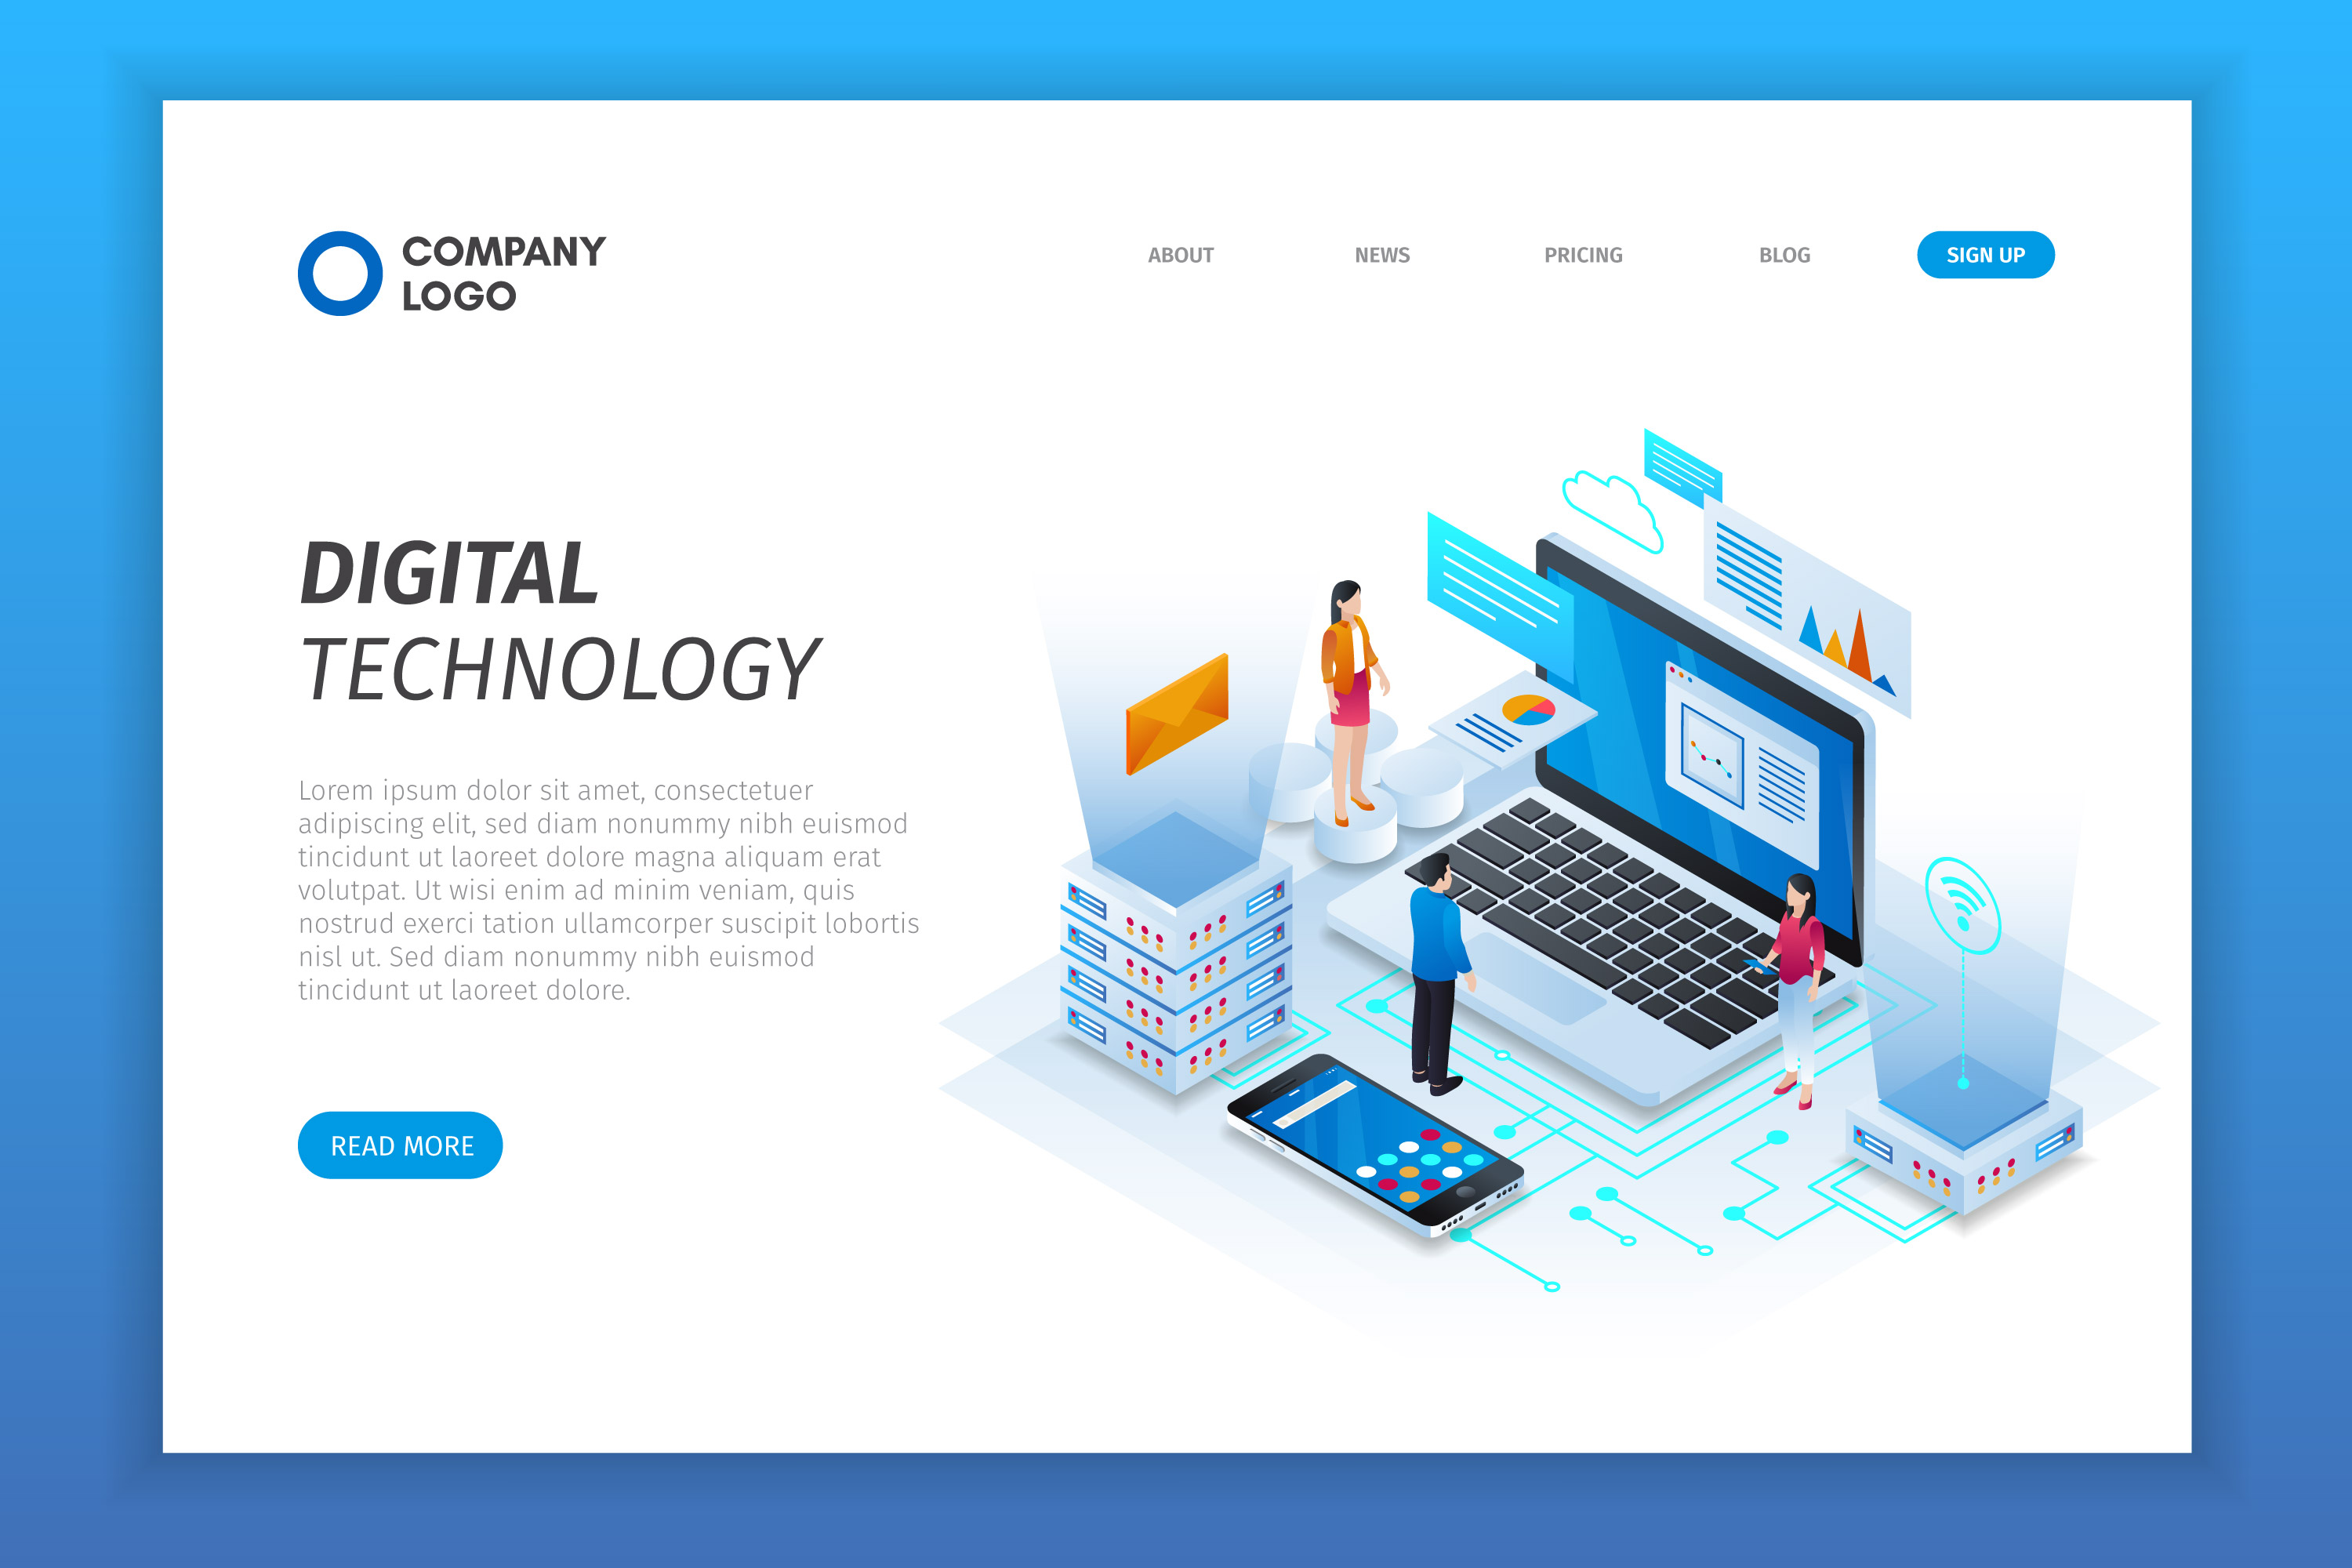 COMPANY
LOGO
ABOUT
NEWS
PRICING
BLOG
SIGN UP
DIGITAL
TECHNOLOGY
Lorem ipsum dolor sit amet, consectetuer
adipiscing elit, sed diam nonummy nibh euismod
tincidunt ut laoreet dolore magna aliquam erat
volutpat. Ut wisi enim ad minim veniam, quis
nostrud exerci tation ullamcorper suscipit lobortis
nisl ut. Sed diam nonummy nibh euismod
tincidunt ut laoreet dolore.
READ MORE